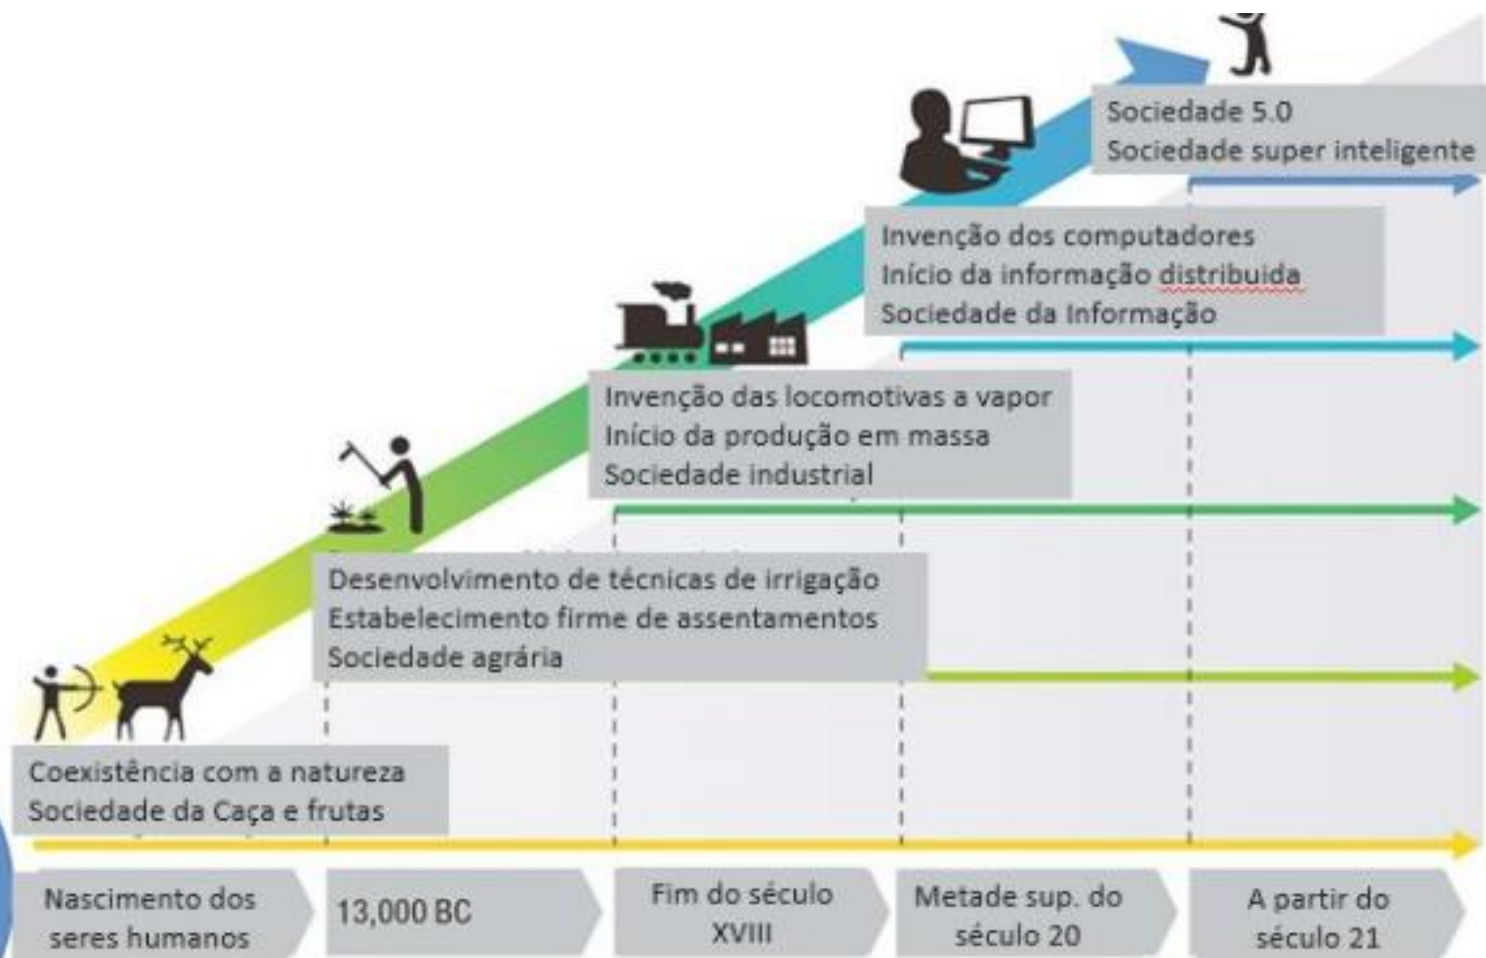 Sociedade 5.0
Sociedade super inteligente
Invenção dos computadores
Início da informação distribuida
Sociedade da Informação
Invenção das locomotivas a vapor
Início da produção em massa
Sociedade industrial
Desenvolvimento de técnicas de irrigação
Estabelecimento firme de assentamentos
Sociedade agrária
Coexistência com a natureza
Sociedade da Caça e frutas
Nascimento dos
seres humanos
13,000 BC
Fim do século
XVIII
Metade sup. do
século 20
A partir do
século 21